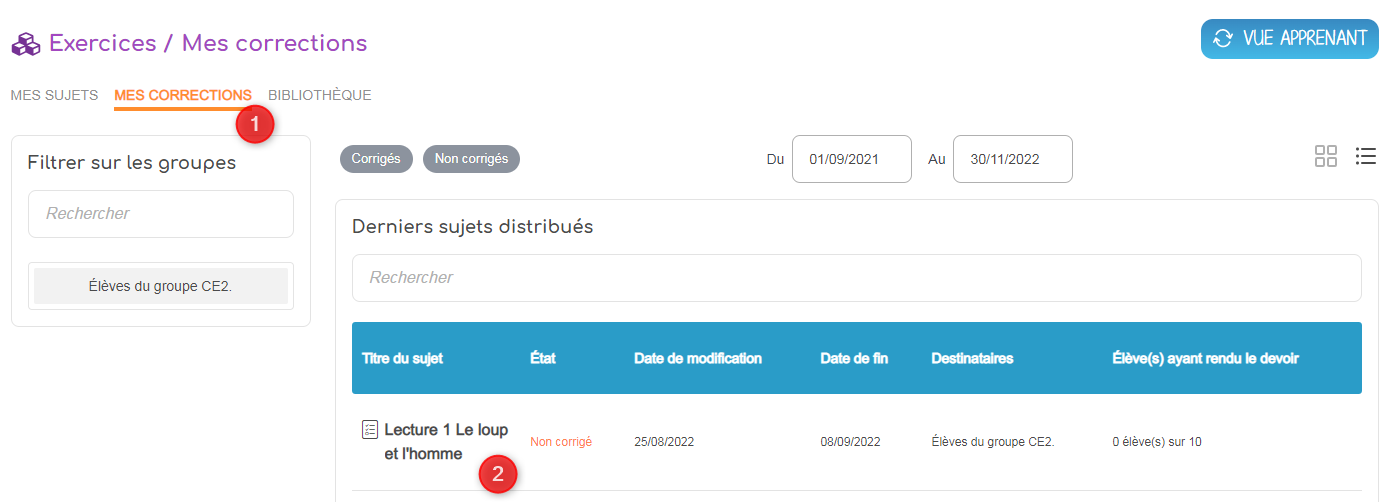 Exercices / Mes corrections
VUE APPRENANT
MES SUJETS MES CORRECTIONS BIBLIOTHÈQUE
1
Filtrer sur les groupes
Rechercher
Élèves du groupe CE2.
Corrigés Non corrigés Du 01/09/2021 Au 30/11/2022
Derniers sujets distribués
Rechercher
Titre du sujet État Date de modification Date de fin Destinataires Élève(s) ayant rendu le devoir
Lecture 1 Le loup
et l'homme
Non corrigé 25/08/2022 08/09/2022 Élèves du groupe CE2. 0 élève(s) sur 10
2